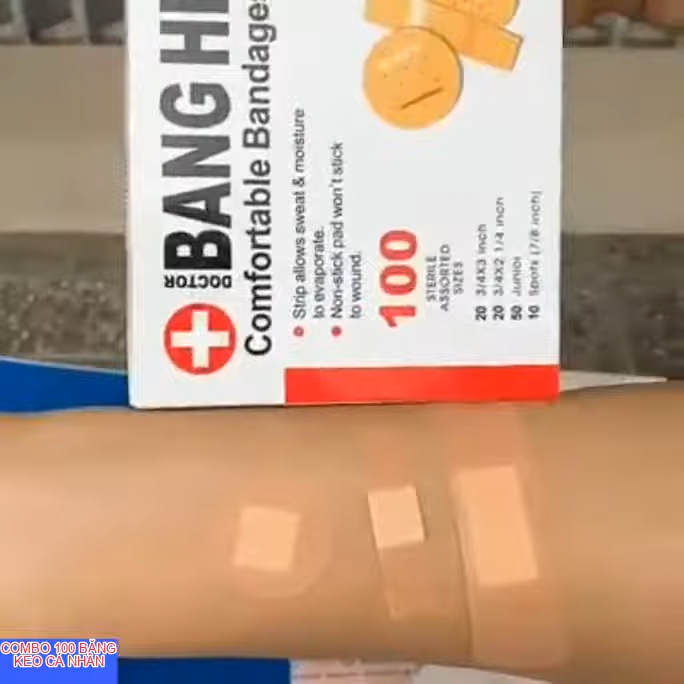 DOCTOR
BANG HE
Comfortable Bandages
Strip allows sweat & moisture
to evaporate.
Non-stick pad won't stick
to wound.
100
STERILE
ASSORTED
SIZES
20 3/4X3 inch
20 3/4X2 1/4 inch
50 Junior
10 Spots (7/8 inch)
COMBO 100 BĂNG
KEO CÁ NHÂN